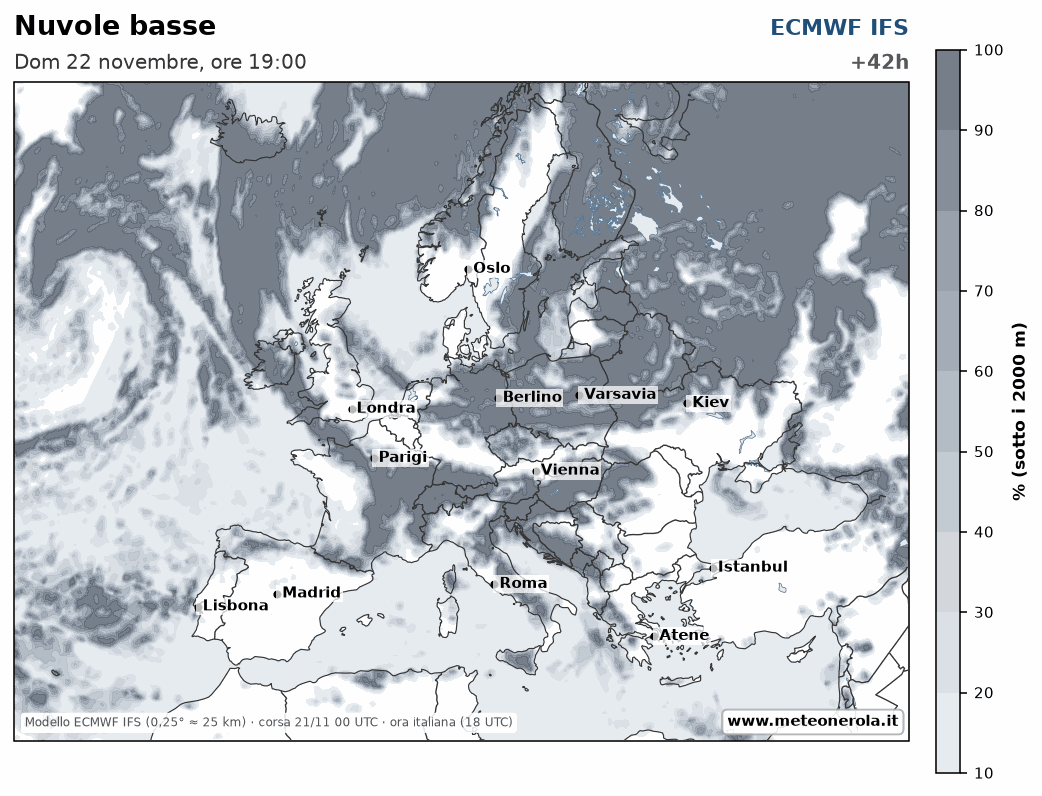 Nuvole basse
ECMWF IFS
Dom 22 novembre, ore 19:00
+42h
100
90
80
70
60
50
40
30
20
10
% (sotto i 2000 m)
Oslo
Berlino
Varsavia
Kiev
Londra
Parigi
Vienna
Istanbul
Roma
Madrid
Lisbona
Atene
Modello ECMWF IFS (0,25° ≈ 25 km) · corsa 21/11 00 UTC · ora italiana (18 UTC)
www.meteonerola.it